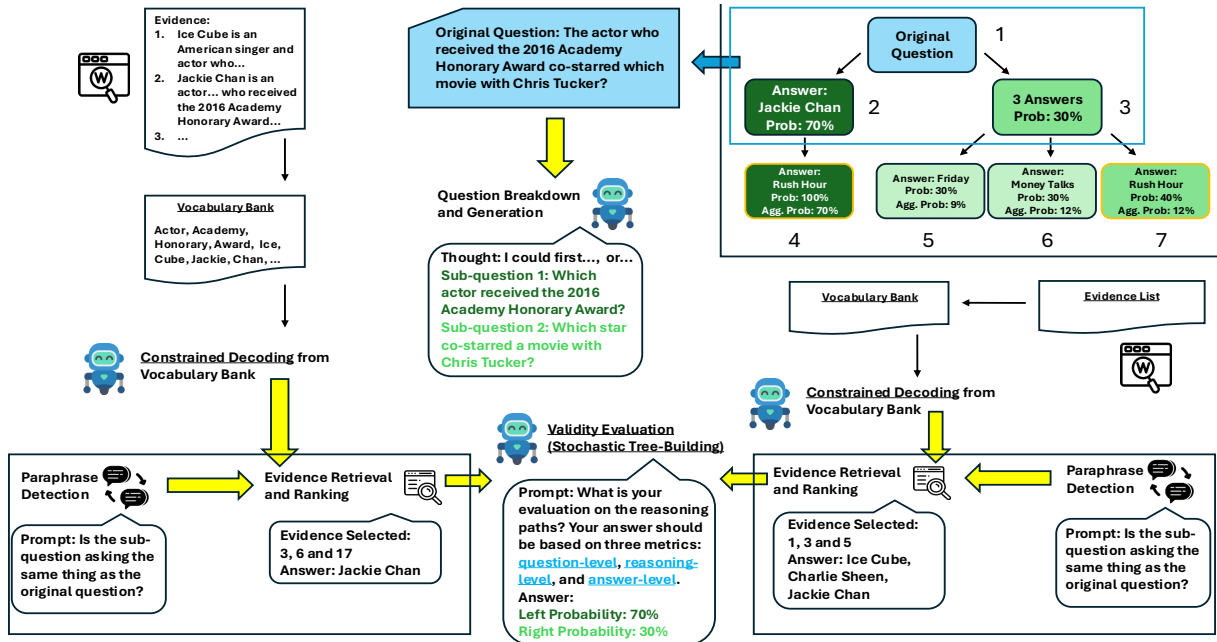 Evidence:
1. Ice Cube is an
American singer and
actor who...
2. Jackie Chan is an
actor... who received
the 2016 Academy
Honorary Award...
3. ...
W
Vocabulary Bank
Actor, Academy,
Honorary, Award, Ice,
Cube, Jackie, Chan, ...
Constrained Decoding from
Vocabulary Bank
Original Question: The actor who
received the 2016 Academy
Honorary Award co-starred which
movie with Chris Tucker?
Question Breakdown
and Generation
Thought: I could first..., or...
Sub-question 1: Which
actor received the 2016
Academy Honorary Award?
Sub-question 2: Which star
co-starred a movie with
Chris Tucker?
Original
Question
1
Answer:
Jackie Chan
Prob: 70%
2
3 Answers
Prob: 30%
3
Answer:
Rush Hour
Prob: 100%
Agg. Prob: 70%
Answer: Friday
Prob: 30%
Agg. Prob: 9%
Answer:
Money Talks
Prob: 30%
Agg. Prob: 12%
Answer:
Rush Hour
Prob: 40%
Agg. Prob: 12%
4
5
6
7
Vocabulary Bank
Evidence List
W
Constrained Decoding from
Vocabulary Bank
Paraphrase
Detection
Prompt: Is the sub-
question asking the
same thing as the
original question?
Evidence Retrieval
and Ranking
Evidence Selected:
3, 6 and 17
Answer: Jackie Chan
Validity Evaluation
(Stochastic Tree-Building)
Prompt: What is your
evaluation on the reasoning
paths? Your answer should
be based on three metrics:
question-level, reasoning-
level, and answer-level.
Answer:
Left Probability: 70%
Right Probability: 30%
Evidence Retrieval
and Ranking
Evidence Selected:
1, 3 and 5
Answer: Ice Cube,
Charlie Sheen,
Jackie Chan
Paraphrase
Detection
Prompt: Is the sub-
question asking the
same thing as the
original question?